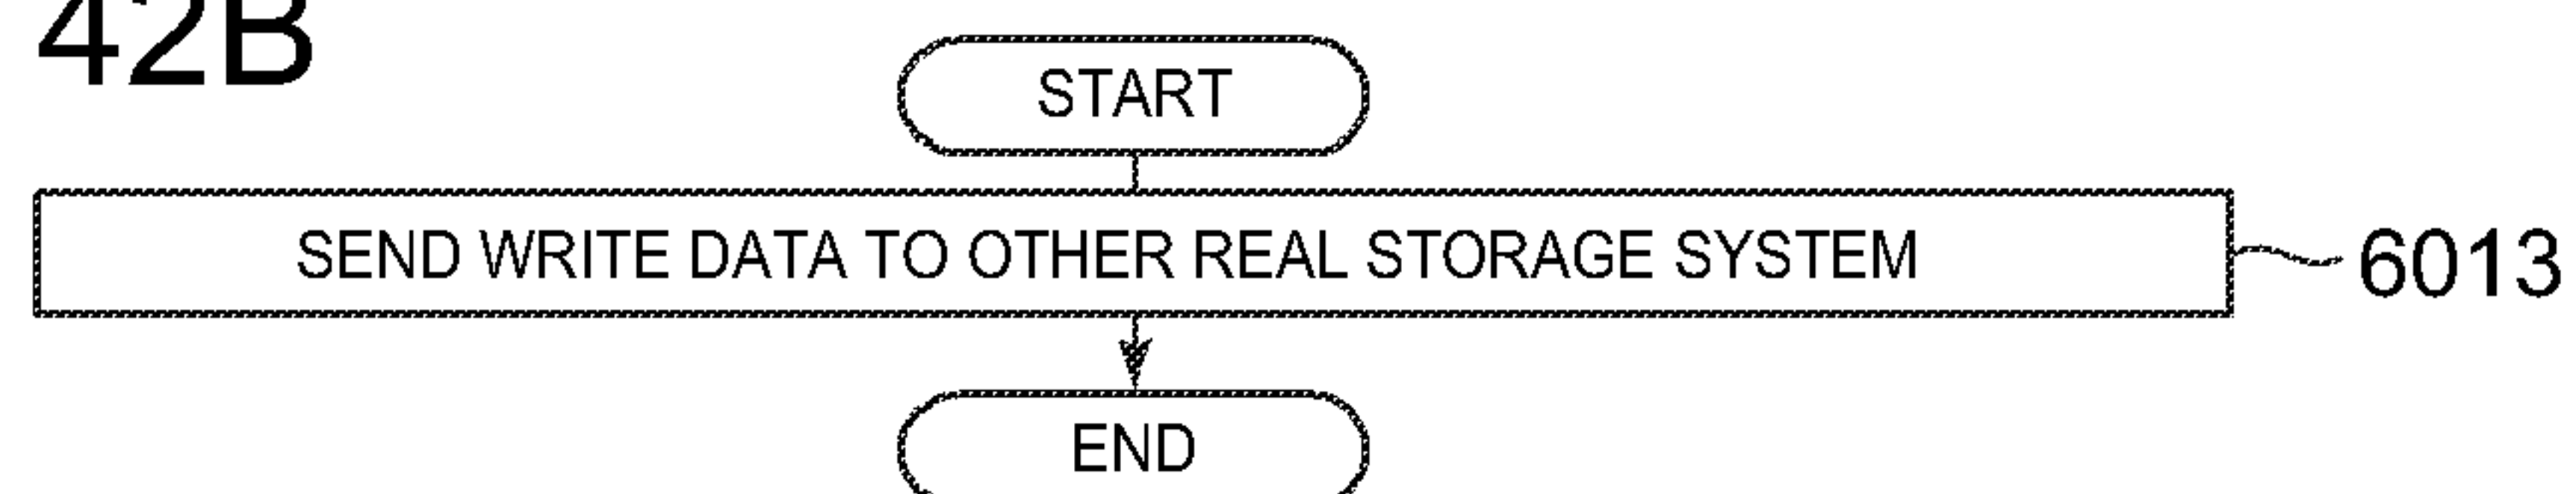 42B
START
SEND WRITE DATA TO OTHER REAL STORAGE SYSTEM
6013
END